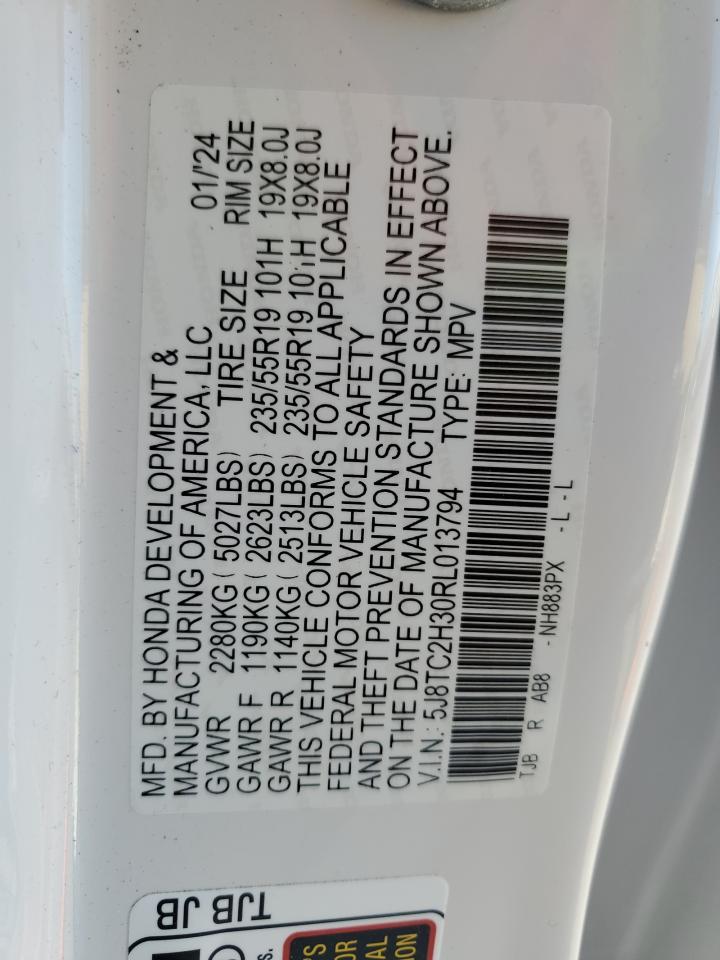 MFD. BY HONDA DEVELOPMENT &
MANUFACTURING OF AMERICA, LLC 01/'24
GVWR 2280KG ( 5027LBS) TIRE SIZE RIM SIZE
GAWR F 1190KG ( 2623LBS) 235/55R19 101H 19X8.0J
GAWR R 1140KG ( 2513LBS) 235/55R19 101H 19X8.0J
THIS VEHICLE CONFORMS TO ALL APPLICABLE
FEDERAL MOTOR VEHICLE SAFETY
AND THEFT PREVENTION STANDARDS IN EFFECT
ON THE DATE OF MANUFACTURE SHOWN ABOVE.
V.I.N.: 5J8TC2H30RL013794 TYPE: MPV
TJB R AB8 - NH883PX - L - L
TJB JB